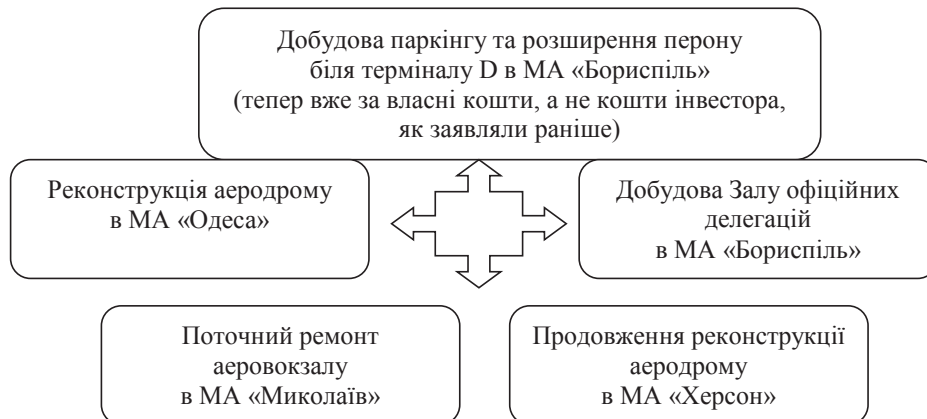 Добудова паркінгу та розширення перону
біля терміналу D в МА «Бориспіль»
(тепер вже за власні кошти, а не кошти інвестора,
як заявляли раніше)
Реконструкція аеродрому
в МА «Одеса»
Добудова Залу офіційних
делегацій
в МА «Бориспіль»
Поточний ремонт
аеровокзалу
в МА «Миколаїв»
Продовження реконструкції
аеродрому
в МА «Херсон»